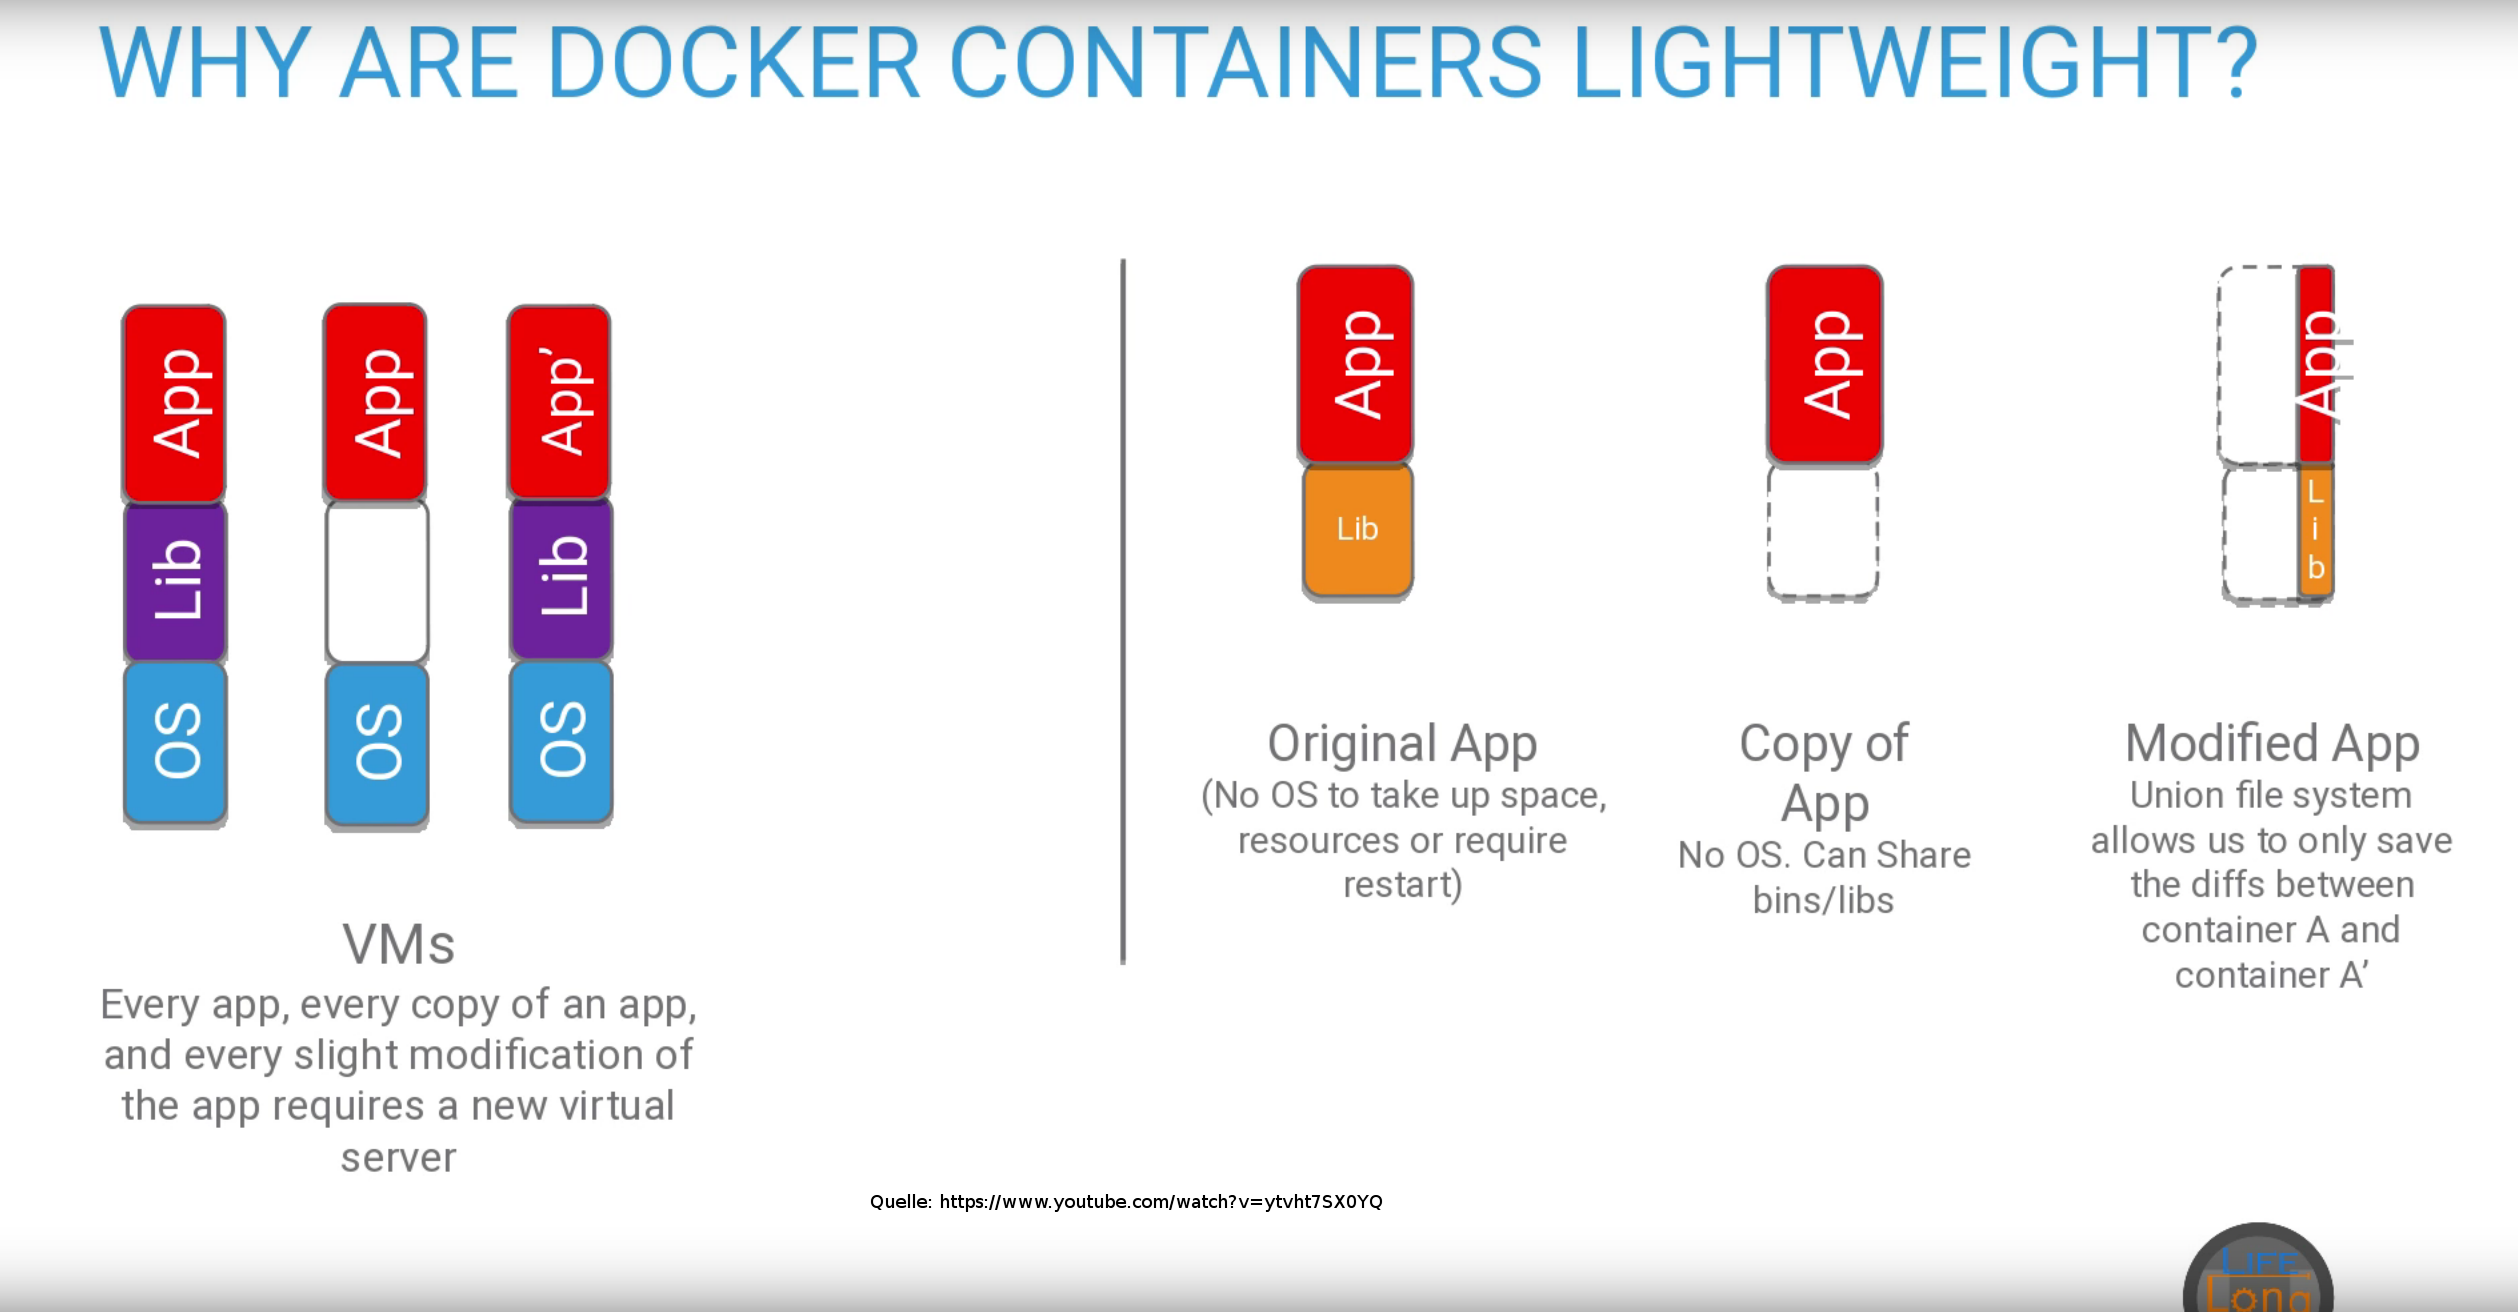 WHY ARE DOCKER CONTAINERS LIGHTWEIGHT?
App
Lib
OS
App
OS
App’
Lib
OS
VMs
Every app, every copy of an app,
and every slight modification of
the app requires a new virtual
server
App
Lib
Original App
(No OS to take up space,
resources or require
restart)
App
Copy of
App
No OS. Can Share
bins/libs
App
L
i
b
Modified App
Union file system
allows us to only save
the diffs between
container A and
container A’
Quelle: https://www.youtube.com/watch?v=ytvht7SX0YQ
LIFE
Long